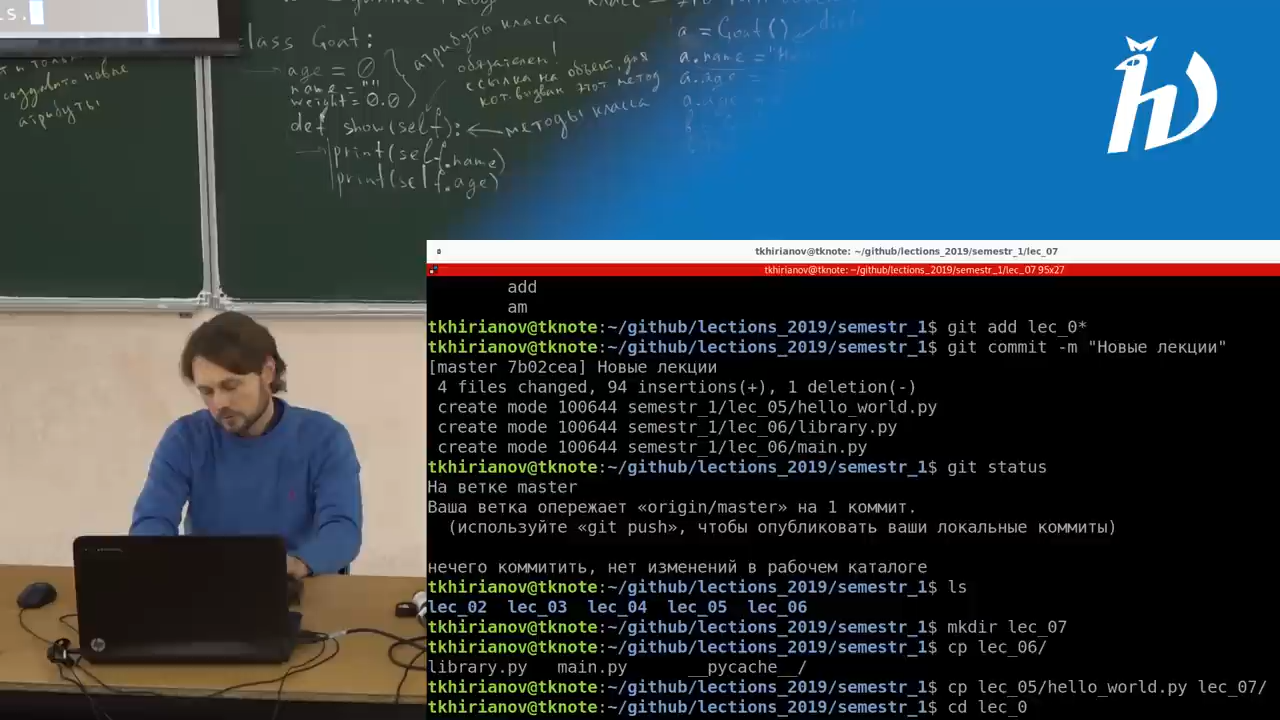 s.
class Goat:
age = 0
name = ""
weight = 0.0
def show(self):
print(self.name)
print(self.age)
атрибуты класса
обязателен!
ссылка на объект, для
кот. вызван этот метод
методы класса
создавать новые
атрибуты
a = Goat()
a.name = "
a.age =
tkhirianov@tknote: ~/github/lections_2019/semestr_1/lec_07
tkhirianov@tknote: ~/github/lections_2019/semestr_1/lec_07 95x27
add
am
tkhirianov@tknote:~/github/lections_2019/semestr_1$ git add lec_0*
tkhirianov@tknote:~/github/lections_2019/semestr_1$ git commit -m "Новые лекции"
[master 7b02cea] Новые лекции
4 files changed, 94 insertions(+), 1 deletion(-)
create mode 100644 semestr_1/lec_05/hello_world.py
create mode 100644 semestr_1/lec_06/library.py
create mode 100644 semestr_1/lec_06/main.py
tkhirianov@tknote:~/github/lections_2019/semestr_1$ git status
На ветке master
Ваша ветка опережает «origin/master» на 1 коммит.
(используйте «git push», чтобы опубликовать ваши локальные коммиты)
нечего коммитить, нет изменений в рабочем каталоге
tkhirianov@tknote:~/github/lections_2019/semestr_1$ ls
lec_02 lec_03 lec_04 lec_05 lec_06
tkhirianov@tknote:~/github/lections_2019/semestr_1$ mkdir lec_07
tkhirianov@tknote:~/github/lections_2019/semestr_1$ cp lec_06/
library.py main.py __pycache__/
tkhirianov@tknote:~/github/lections_2019/semestr_1$ cp lec_05/hello_world.py lec_07/
tkhirianov@tknote:~/github/lections_2019/semestr_1$ cd lec_0